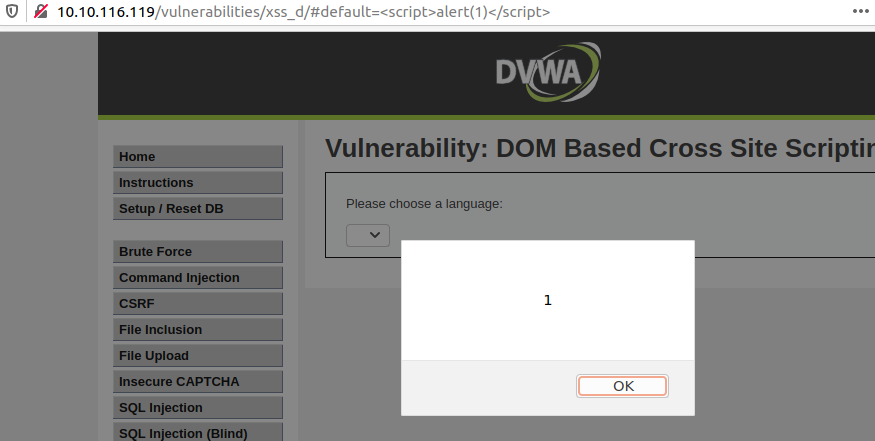 10.10.116.119/vulnerabilities/xss_d/#default=<script>alert(1)</script>
DVWA
Vulnerability: DOM Based Cross Site Scriptin
Home
Instructions
Setup / Reset DB
Please choose a language:
Brute Force
Command Injection
CSRF
File Inclusion
File Upload
Insecure CAPTCHA
SQL Injection
SQL Injection (Blind)
1
OK